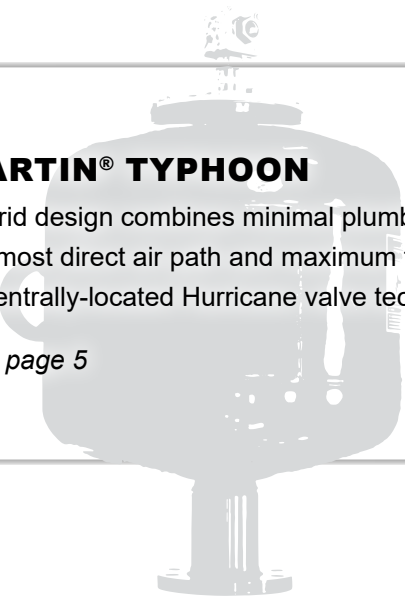 ARTIN® TYPHOON
rid design combines minimal plumb
most direct air path and maximum
entrally-located Hurricane valve tec
page 5